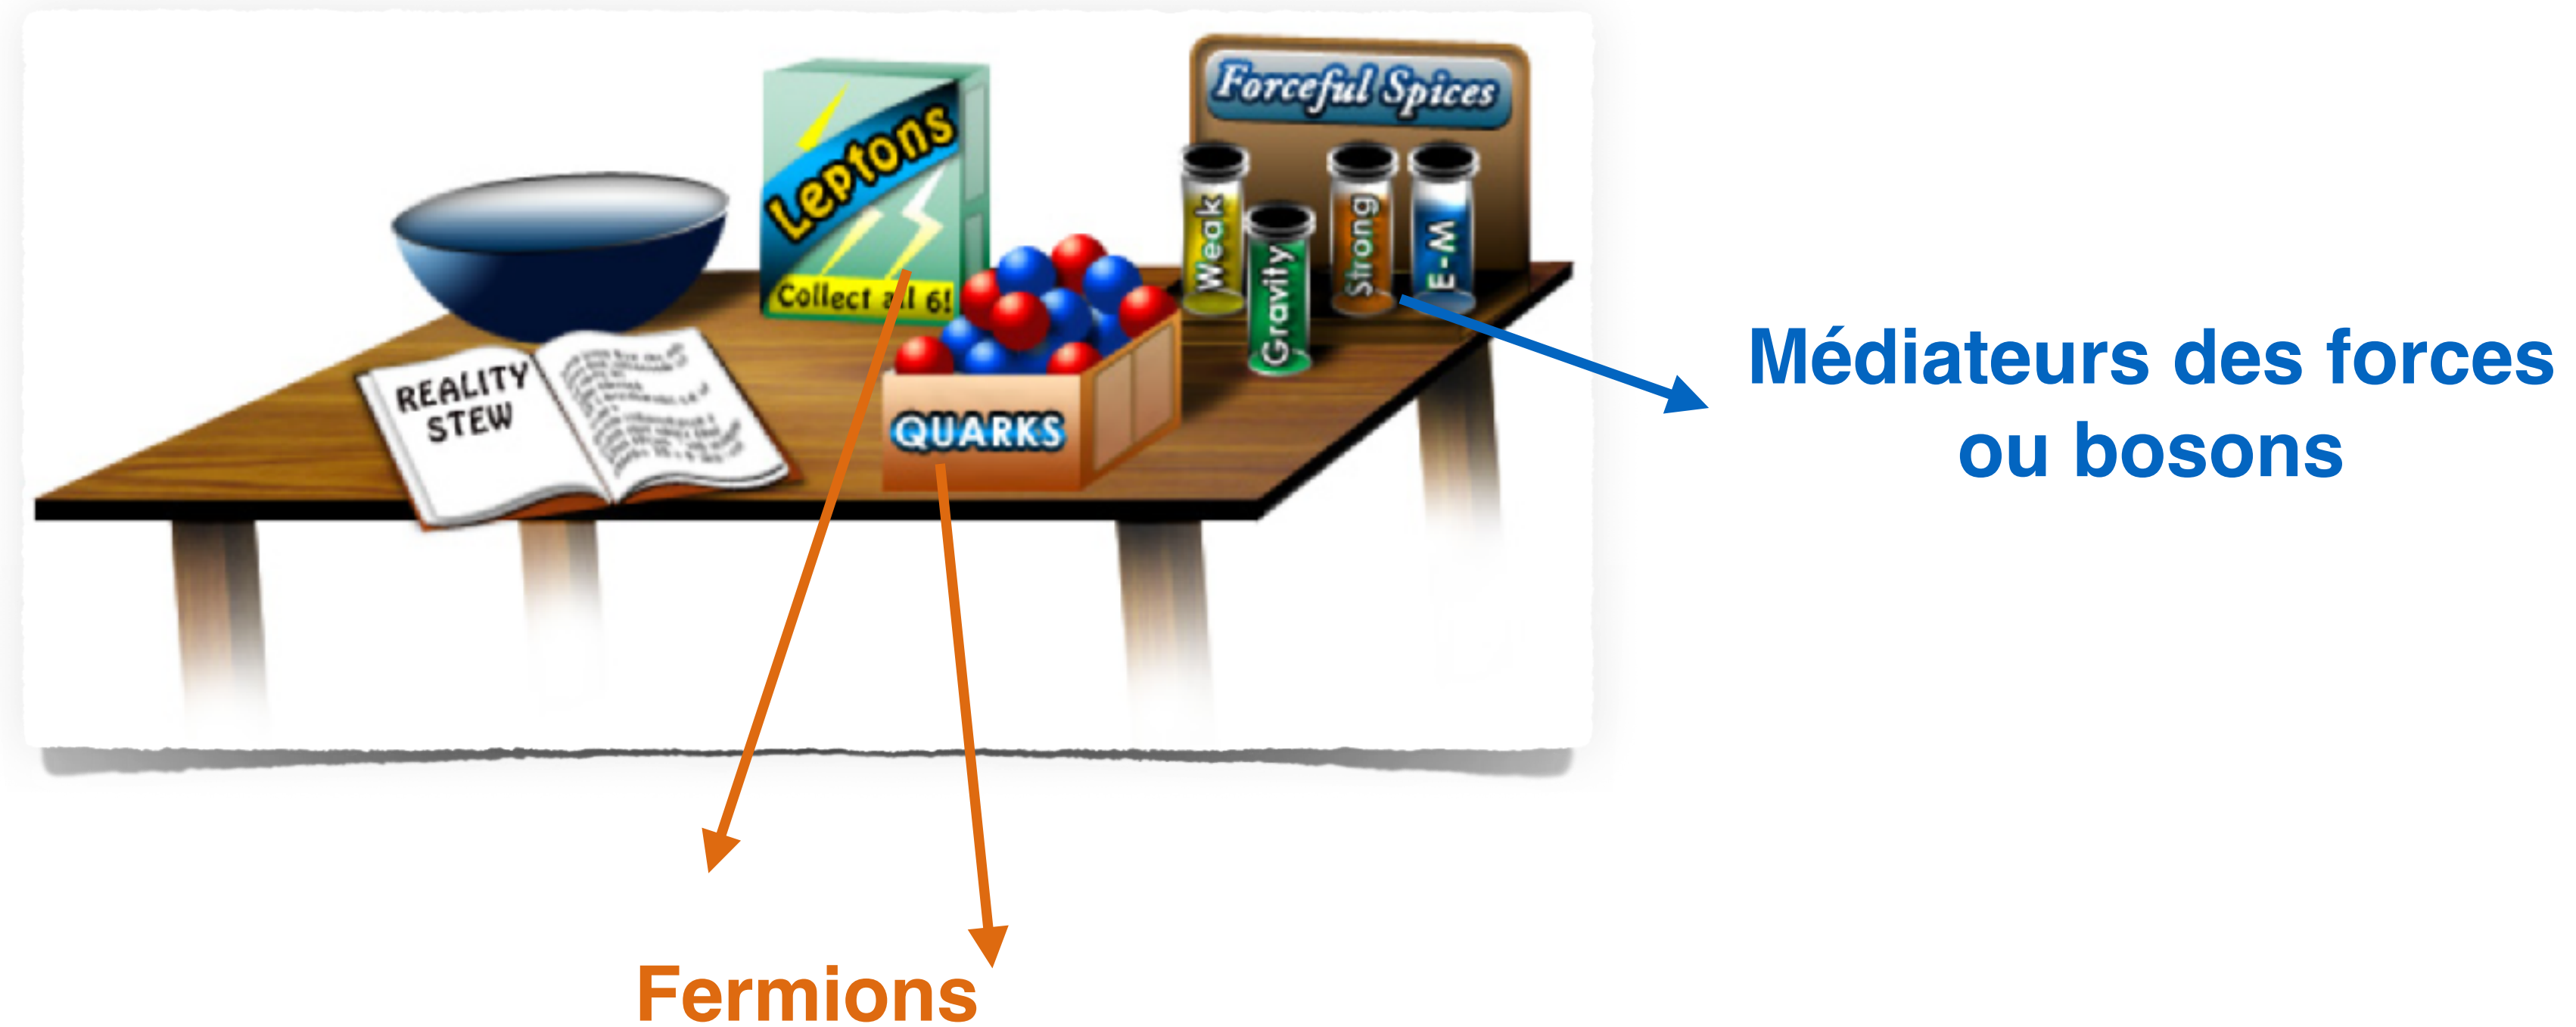 Forceful Spices
Leptons
Collect all 6!
Weak
Gravity
Strong
E-M
REALITY
STEW
QUARKS
Médiateurs des forces
ou bosons
Fermions